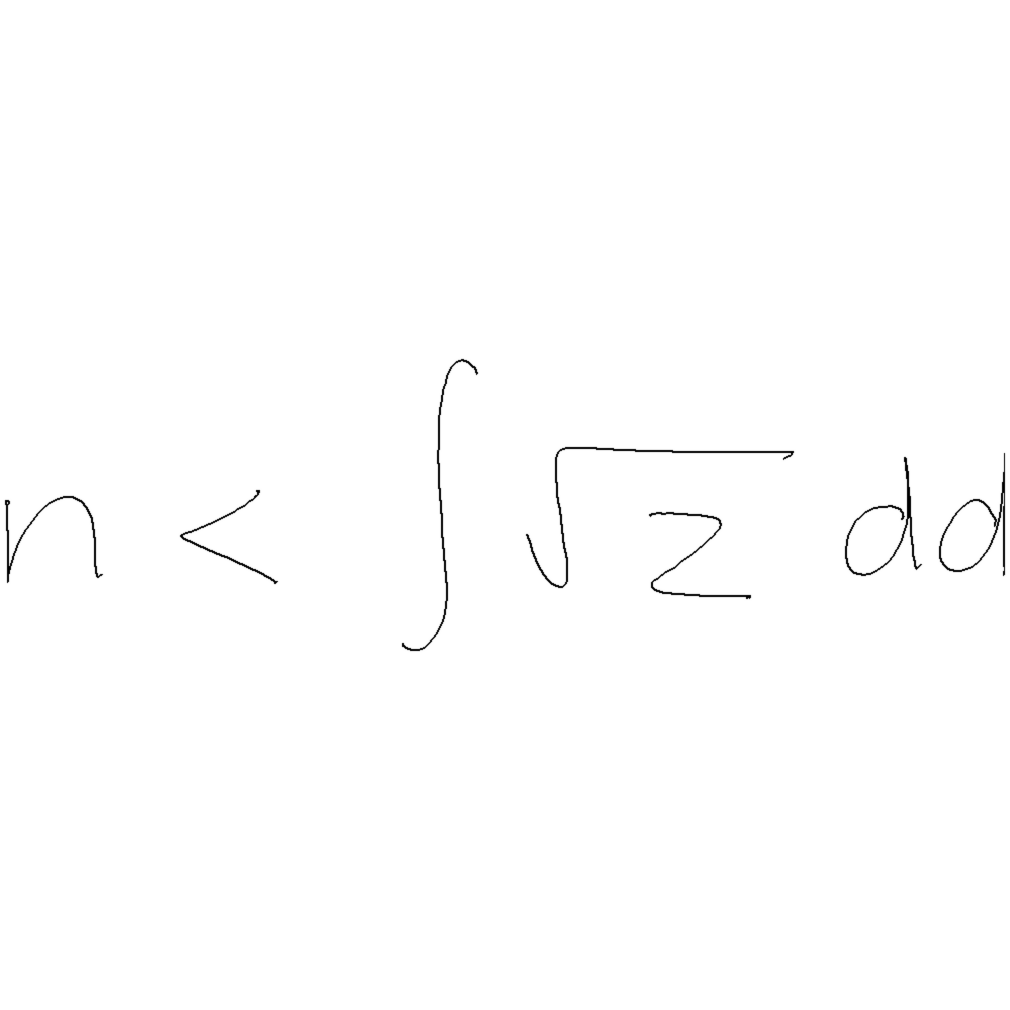 n < ∫ √z dd